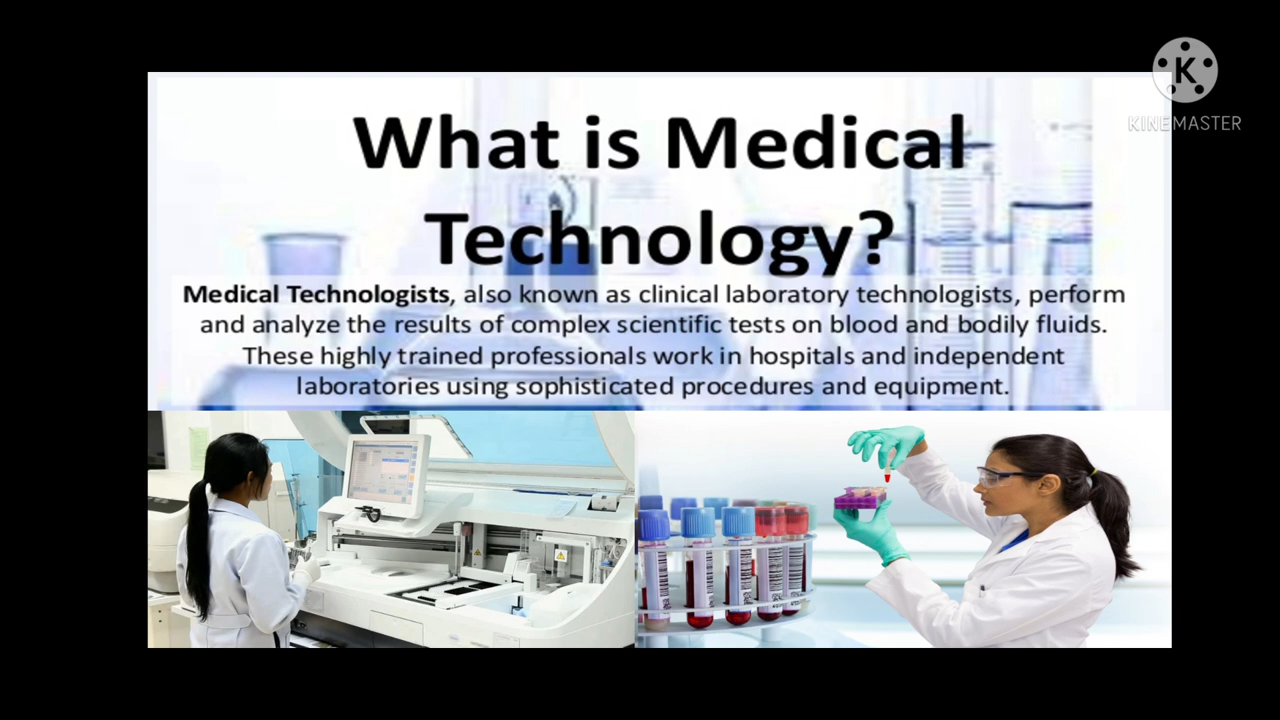 KINEMASTER
What is Medical
Technology?
Medical Technologists, also known as clinical laboratory technologists, perform
and analyze the results of complex scientific tests on blood and bodily fluids.
These highly trained professionals work in hospitals and independent
laboratories using sophisticated procedures and equipment.